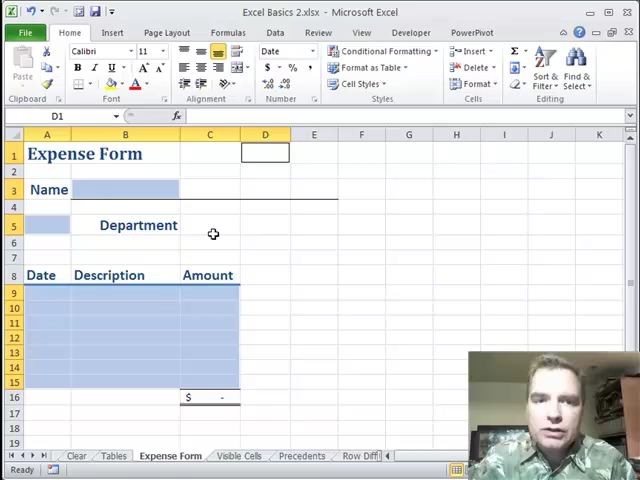 Excel Basics 2.xlsx - Microsoft Excel
File Home Insert Page Layout Formulas Data Review View Developer PowerPivot
Paste Calibri 11 Date Conditional Formatting Insert Σ Sort & Filter Find & Select
B I U $ % , Format as Table Delete
Cell Styles Format
Clipboard Font Alignment Number Styles Cells Editing
D1 fx
A B C D E F G H I J K
1 Expense Form
2
3 Name
4
5 Department
6
7
8 Date Description Amount
9
10
11
12
13
14
15
16 $ -
17
18
19
Clear Tables Expense Form Visible Cells Precedents Row Diff
Ready